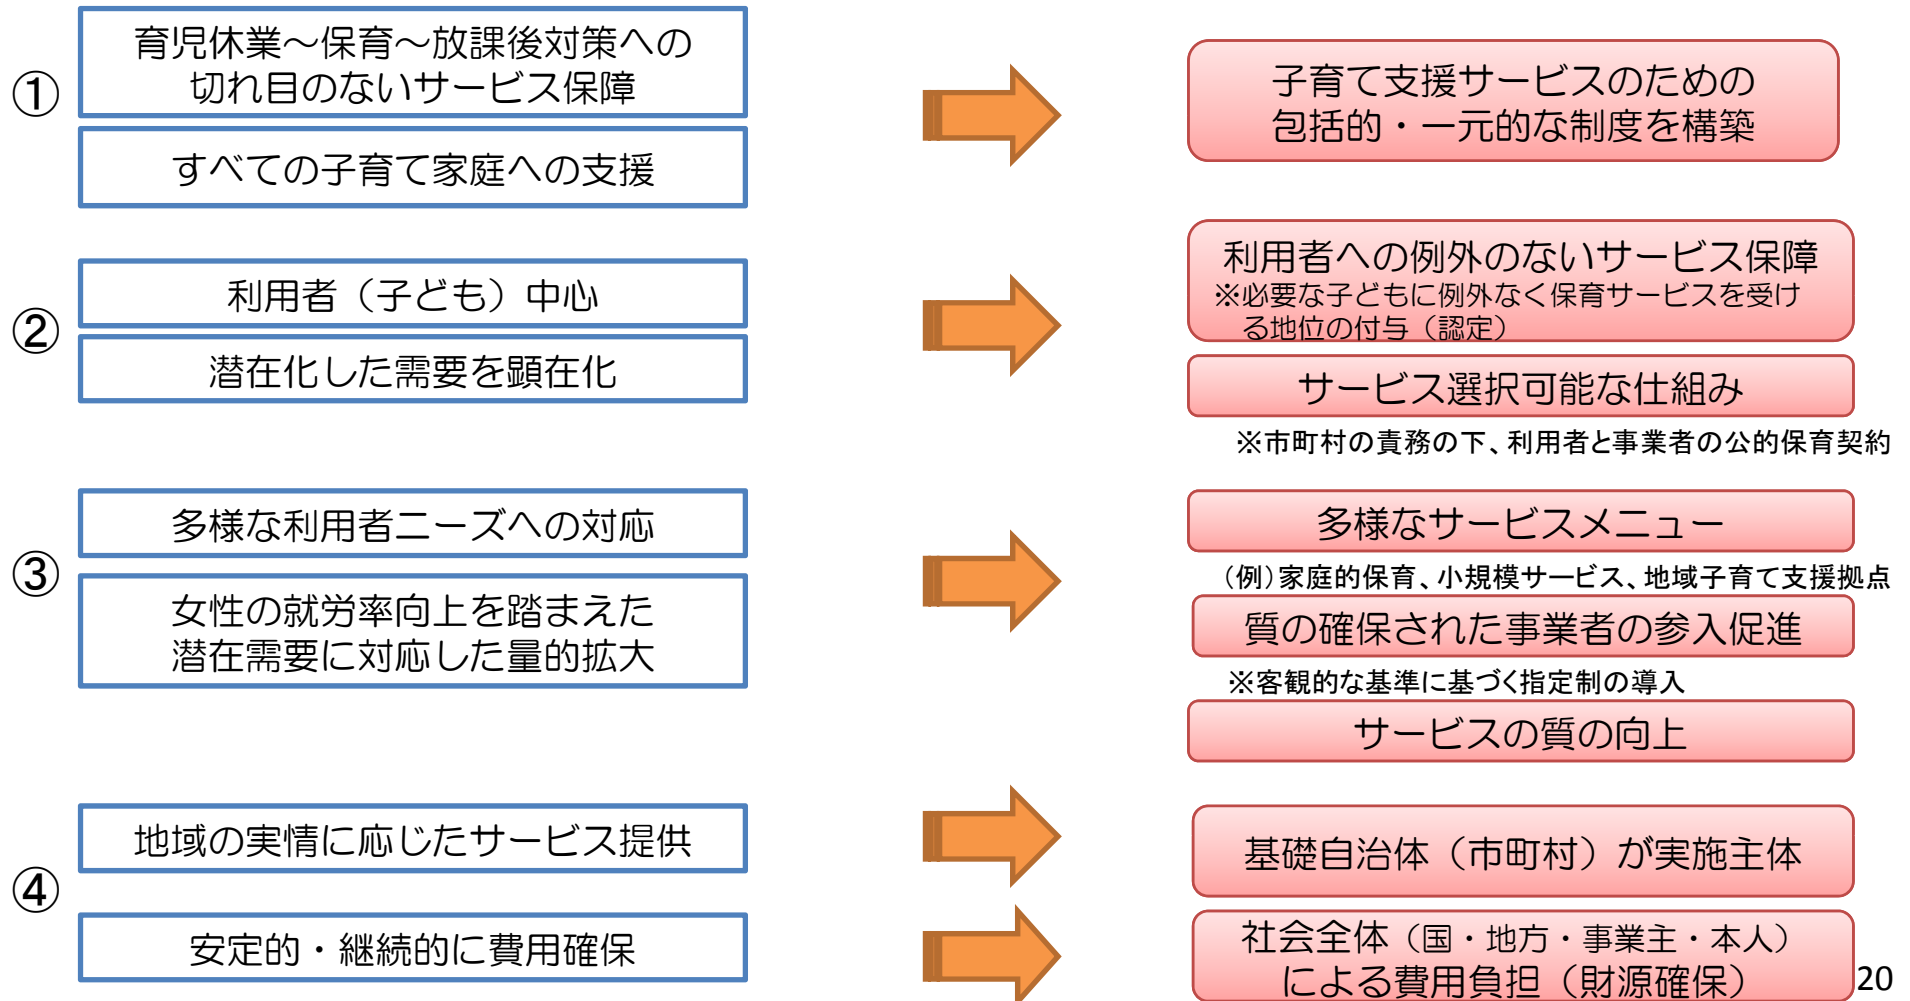 ①
育児休業～保育～放課後対策への
切れ目のないサービス保障
すべての子育て家庭への支援
子育て支援サービスのための
包括的・一元的な制度を構築
②
利用者（子ども）中心
潜在化した需要を顕在化
利用者への例外のないサービス保障
※必要な子どもに例外なく保育サービスを受け
る地位の付与（認定）
サービス選択可能な仕組み
※市町村の責務の下、利用者と事業者の公的保育契約
③
多様な利用者ニーズへの対応
女性の就労率向上を踏まえた
潜在需要に対応した量的拡大
多様なサービスメニュー
（例）家庭的保育、小規模サービス、地域子育て支援拠点
質の確保された事業者の参入促進
※客観的な基準に基づく指定制の導入
サービスの質の向上
④
地域の実情に応じたサービス提供
基礎自治体（市町村）が実施主体
安定的・継続的に費用確保
社会全体（国・地方・事業主・本人）
による費用負担（財源確保）
20